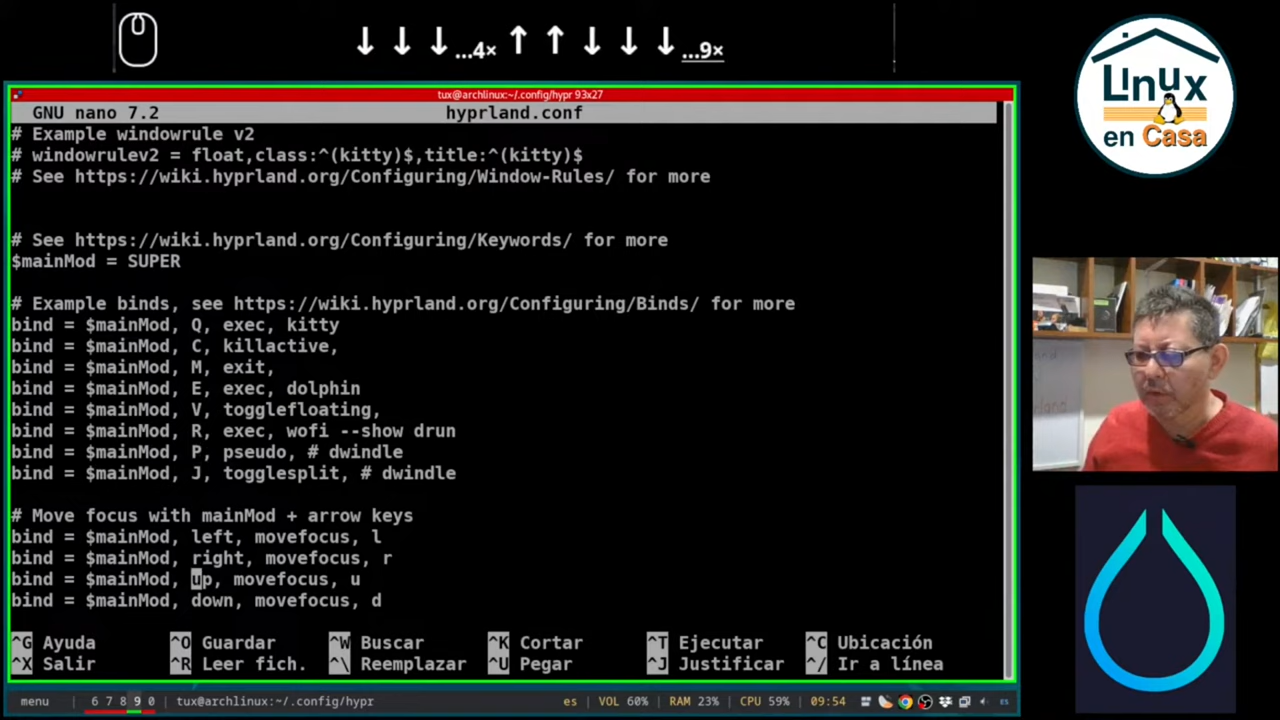 ↓ ↓ ↓ ...4× ↑ ↑ ↓ ↓ ↓ ...9×
Linux
en Casa
tux@archlinux:~/.config/hypr 93x27
GNU nano 7.2 hyprland.conf
# Example windowrule v2
# windowrulev2 = float,class:^(kitty)$,title:^(kitty)$
# See https://wiki.hyprland.org/Configuring/Window-Rules/ for more
# See https://wiki.hyprland.org/Configuring/Keywords/ for more
$mainMod = SUPER
# Example binds, see https://wiki.hyprland.org/Configuring/Binds/ for more
bind = $mainMod, Q, exec, kitty
bind = $mainMod, C, killactive,
bind = $mainMod, M, exit,
bind = $mainMod, E, exec, dolphin
bind = $mainMod, V, togglefloating,
bind = $mainMod, R, exec, wofi --show drun
bind = $mainMod, P, pseudo, # dwindle
bind = $mainMod, J, togglesplit, # dwindle
# Move focus with mainMod + arrow keys
bind = $mainMod, left, movefocus, l
bind = $mainMod, right, movefocus, r
bind = $mainMod, up, movefocus, u
bind = $mainMod, down, movefocus, d
^G Ayuda ^O Guardar ^W Buscar ^K Cortar ^T Ejecutar ^C Ubicación
^X Salir ^R Leer fich. ^\ Reemplazar ^U Pegar ^J Justificar ^/ Ir a línea
menu 6 7 8 9 0 tux@archlinux:~/.config/hypr es VOL 60% RAM 23% CPU 59% 09:54